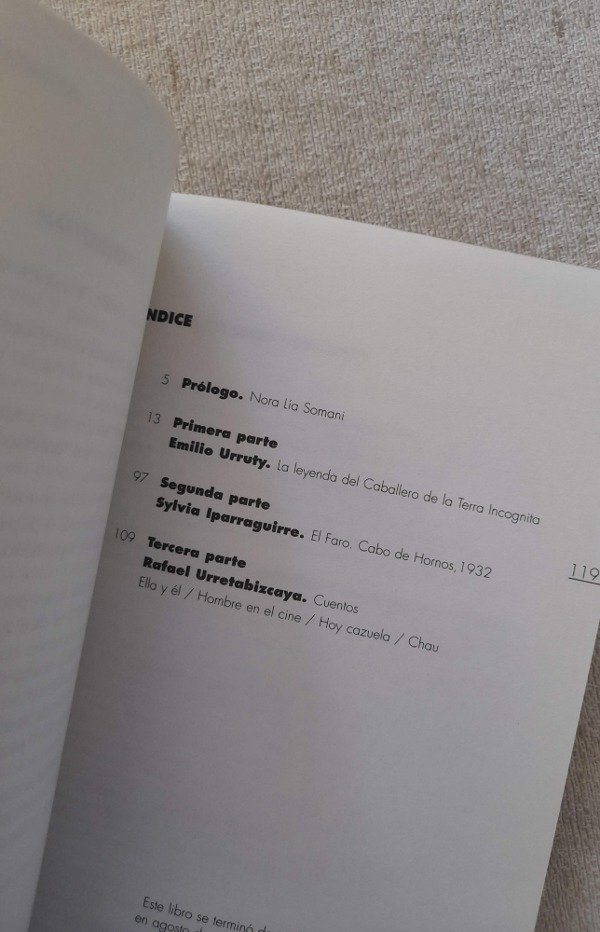 NDICE
5 Prólogo. Nora Lía Somani
13 Primera parte
Emilio Urruty. La leyenda del Caballero de la Terra Incognita
97 Segunda parte
Sylvia Iparraguirre. El Faro. Cabo de Hornos, 1932
109 Tercera parte
Rafael Urretabizcaya. Cuentos
Ella y él / Hombre en el cine / Hoy cazuela / Chau
119
Este libro se terminó de
en agosto